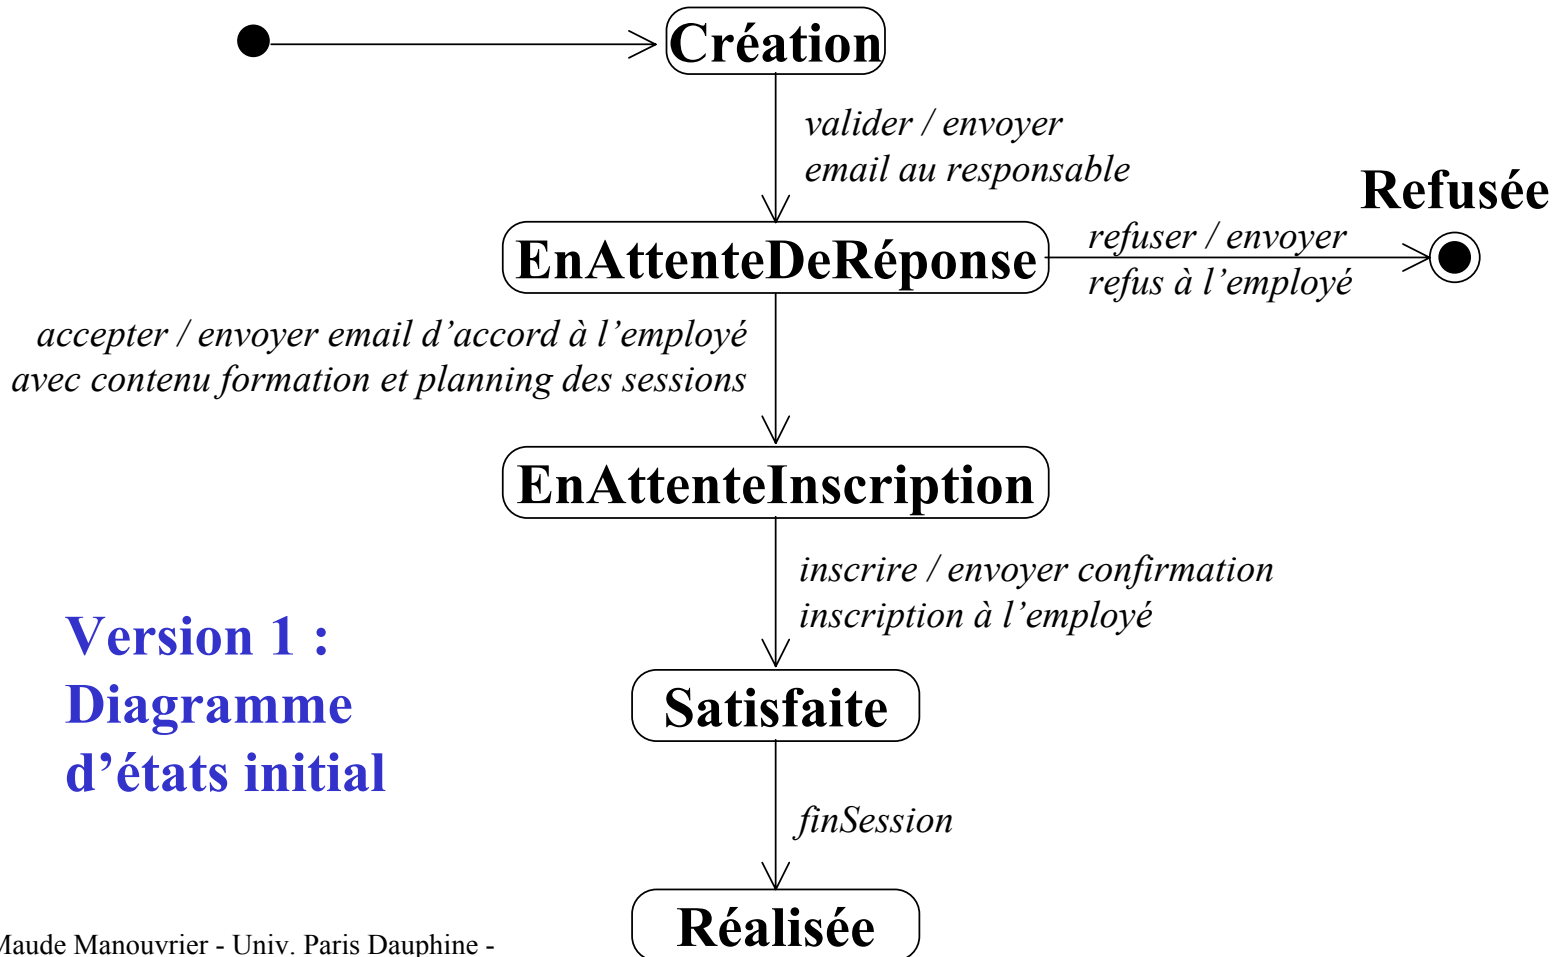 Création
valider / envoyer
email au responsable
Refusée
EnAttenteDeRéponse
refuser / envoyer
refus à l’employé
accepter / envoyer email d’accord à l’employé
avec contenu formation et planning des sessions
EnAttenteInscription
inscrire / envoyer confirmation
inscription à l’employé
Version 1 :
Diagramme
d’états initial
Satisfaite
finSession
Réalisée
Maude Manouvrier - Univ. Paris Dauphine -